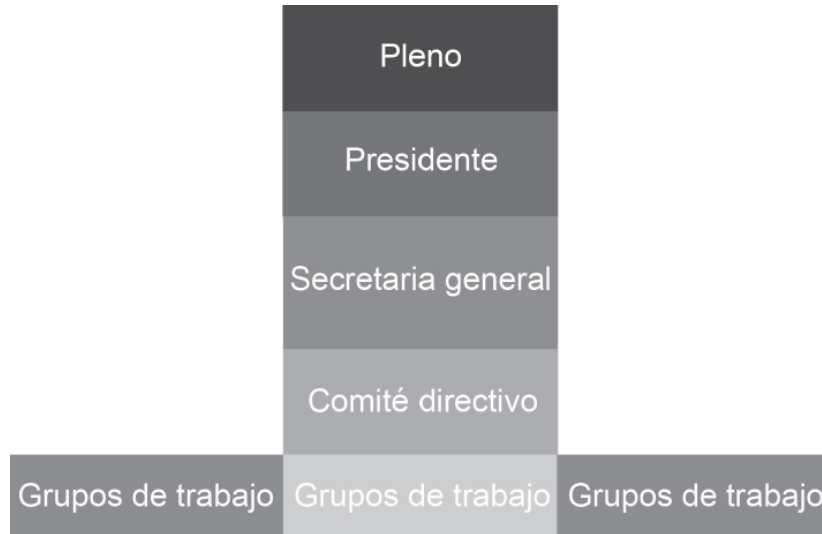 Pleno
Presidente
Secretaria general
Comité directivo
Grupos de trabajo Grupos de trabajo Grupos de trabajo